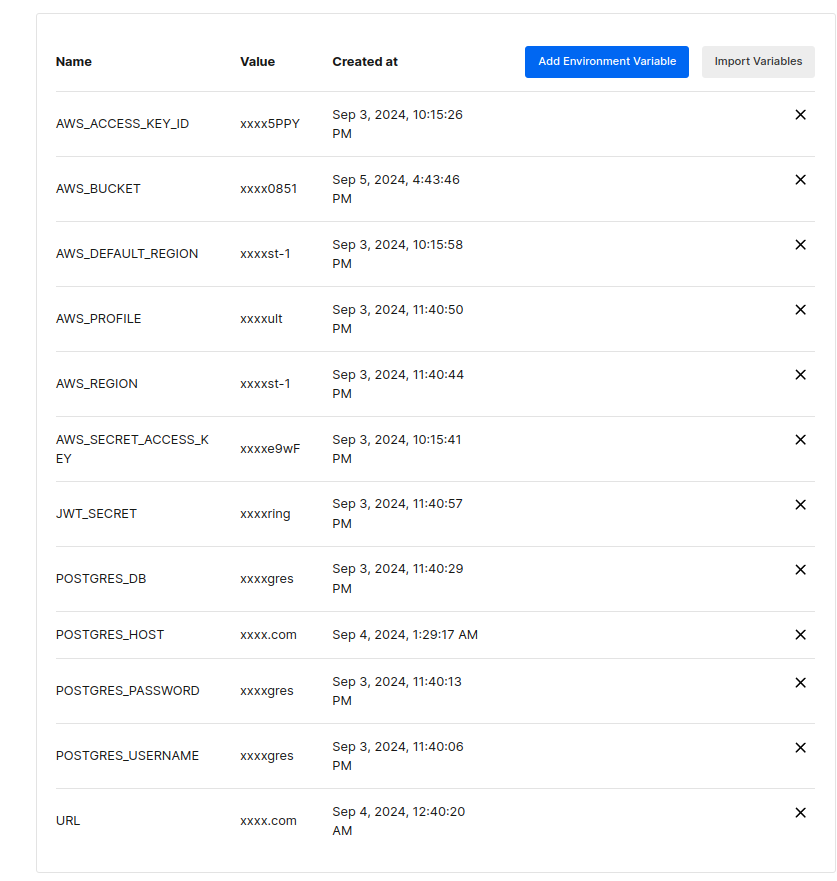 Name Value Created at Add Environment Variable Import Variables
AWS_ACCESS_KEY_ID xxxx5PPY Sep 3, 2024, 10:15:26
PM
AWS_BUCKET xxxx0851 Sep 5, 2024, 4:43:46
PM
AWS_DEFAULT_REGION xxxxst-1 Sep 3, 2024, 10:15:58
PM
AWS_PROFILE xxxxult Sep 3, 2024, 11:40:50
PM
AWS_REGION xxxxst-1 Sep 3, 2024, 11:40:44
PM
AWS_SECRET_ACCESS_K xxxxe9wF Sep 3, 2024, 10:15:41
EY PM
JWT_SECRET xxxxring Sep 3, 2024, 11:40:57
PM
POSTGRES_DB xxxxgres Sep 3, 2024, 11:40:29
PM
POSTGRES_HOST xxxx.com Sep 4, 2024, 1:29:17 AM
POSTGRES_PASSWORD xxxxgres Sep 3, 2024, 11:40:13
PM
POSTGRES_USERNAME xxxxgres Sep 3, 2024, 11:40:06
PM
URL xxxx.com Sep 4, 2024, 12:40:20
AM